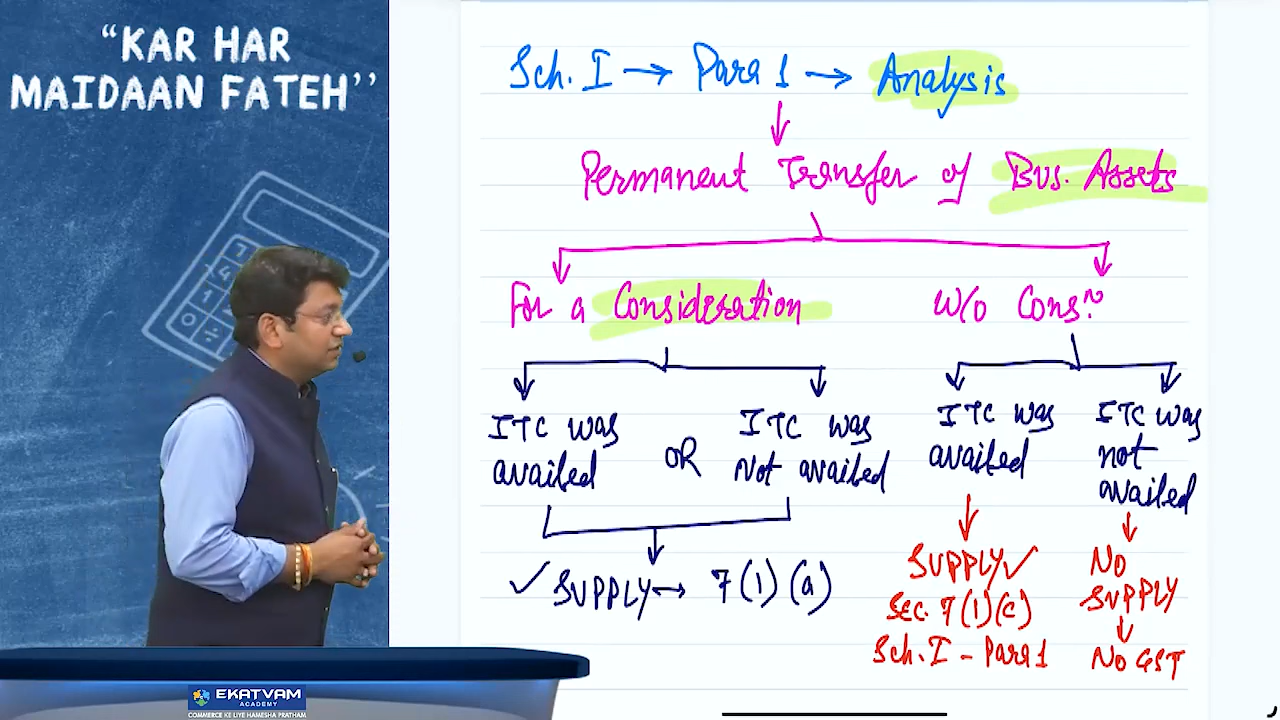 “KAR HAR
MAIDAAN FATEH’’
Sch. I → Para 1 → Analysis
Permanent Transfer of Bus. Assets
For a Consideration
W/o Consn
ITC was
availed
OR
ITC was
Not availed
ITC was
availed
ITC was
not
availed
✓ SUPPLY → 7(1)(a)
SUPPLY ✓
Sec. 7(1)(c)
Sch. I - Para 1
No
SUPPLY
No GST
EKATVAM
ACADEMY
COMMERCE KE LIYE HAMESHA PRATHAM